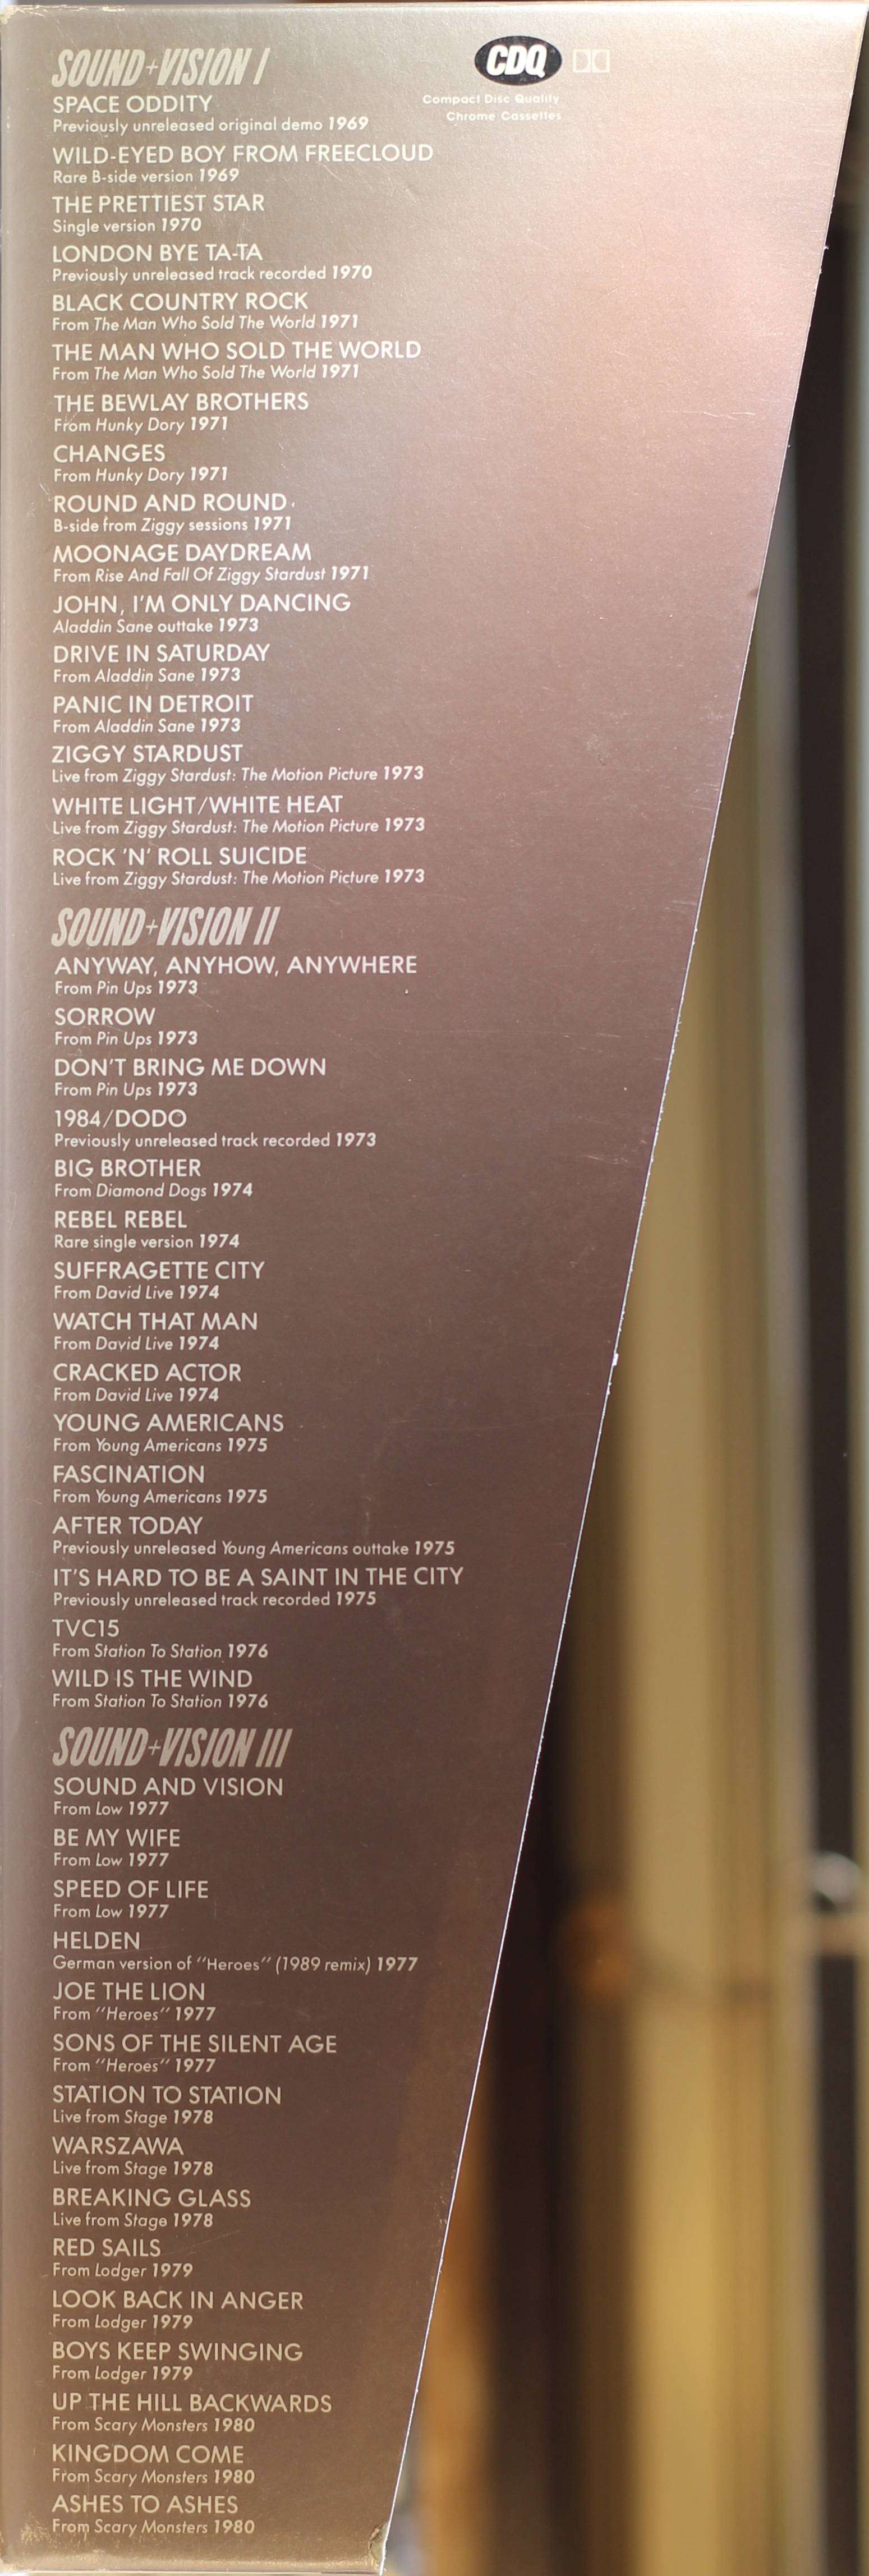 SOUND+VISION I
CDQ
Compact Disc Quality
Chrome Cassettes
SPACE ODDITY
Previously unreleased original demo 1969
WILD-EYED BOY FROM FREECLOUD
Rare B-side version 1969
THE PRETTIEST STAR
Single version 1970
LONDON BYE TA-TA
Previously unreleased track recorded 1970
BLACK COUNTRY ROCK
From The Man Who Sold The World 1971
THE MAN WHO SOLD THE WORLD
From The Man Who Sold The World 1971
THE BEWLAY BROTHERS
From Hunky Dory 1971
CHANGES
From Hunky Dory 1971
ROUND AND ROUND
B-side from Ziggy sessions 1971
MOONAGE DAYDREAM
From Rise And Fall Of Ziggy Stardust 1971
JOHN, I'M ONLY DANCING
Aladdin Sane outtake 1973
DRIVE IN SATURDAY
From Aladdin Sane 1973
PANIC IN DETROIT
From Aladdin Sane 1973
ZIGGY STARDUST
Live from Ziggy Stardust: The Motion Picture 1973
WHITE LIGHT/WHITE HEAT
Live from Ziggy Stardust: The Motion Picture 1973
ROCK 'N' ROLL SUICIDE
Live from Ziggy Stardust: The Motion Picture 1973
SOUND+VISION II
ANYWAY, ANYHOW, ANYWHERE
From Pin Ups 1973
SORROW
From Pin Ups 1973
DON'T BRING ME DOWN
From Pin Ups 1973
1984/DODO
Previously unreleased track recorded 1973
BIG BROTHER
From Diamond Dogs 1974
REBEL REBEL
Rare single version 1974
SUFFRAGETTE CITY
From David Live 1974
WATCH THAT MAN
From David Live 1974
CRACKED ACTOR
From David Live 1974
YOUNG AMERICANS
From Young Americans 1975
FASCINATION
From Young Americans 1975
AFTER TODAY
Previously unreleased Young Americans outtake 1975
IT'S HARD TO BE A SAINT IN THE CITY
Previously unreleased track recorded 1975
TVC15
From Station To Station 1976
WILD IS THE WIND
From Station To Station 1976
SOUND+VISION III
SOUND AND VISION
From Low 1977
BE MY WIFE
From Low 1977
SPEED OF LIFE
From Low 1977
HELDEN
German version of "Heroes" (1989 remix) 1977
JOE THE LION
From "Heroes" 1977
SONS OF THE SILENT AGE
From "Heroes" 1977
STATION TO STATION
Live from Stage 1978
WARSZAWA
Live from Stage 1978
BREAKING GLASS
Live from Stage 1978
RED SAILS
From Lodger 1979
LOOK BACK IN ANGER
From Lodger 1979
BOYS KEEP SWINGING
From Lodger 1979
UP THE HILL BACKWARDS
From Scary Monsters 1980
KINGDOM COME
From Scary Monsters 1980
ASHES TO ASHES
From Scary Monsters 1980